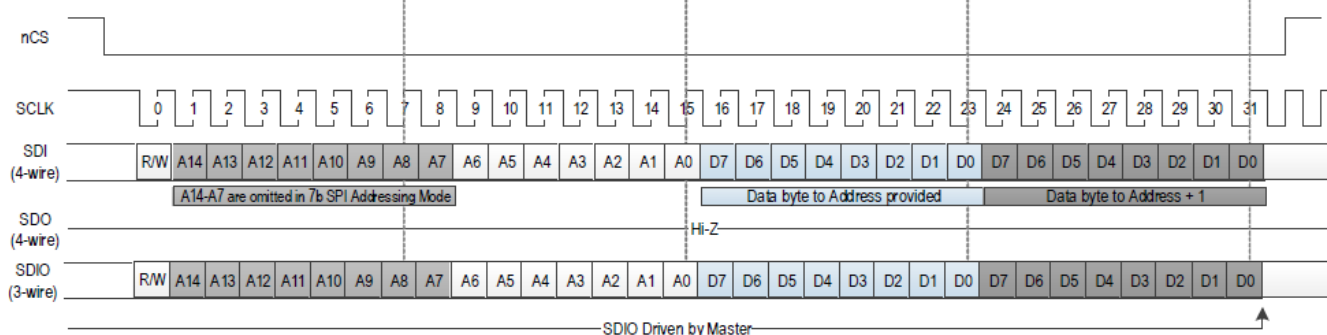 nCS
SCLK 0 1 2 3 4 5 6 7 8 9 10 11 12 13 14 15 16 17 18 19 20 21 22 23 24 25 26 27 28 29 30 31
SDI
(4-wire)
R/W A14 A13 A12 A11 A10 A9 A8 A7 A6 A5 A4 A3 A2 A1 A0 D7 D6 D5 D4 D3 D2 D1 D0 D7 D6 D5 D4 D3 D2 D1 D0
A14-A7 are omitted in 7b SPI Addressing Mode Data byte to Address provided Data byte to Address + 1
SDO
(4-wire)
Hi-Z
SDIO
(3-wire)
R/W A14 A13 A12 A11 A10 A9 A8 A7 A6 A5 A4 A3 A2 A1 A0 D7 D6 D5 D4 D3 D2 D1 D0 D7 D6 D5 D4 D3 D2 D1 D0
SDIO Driven by Master